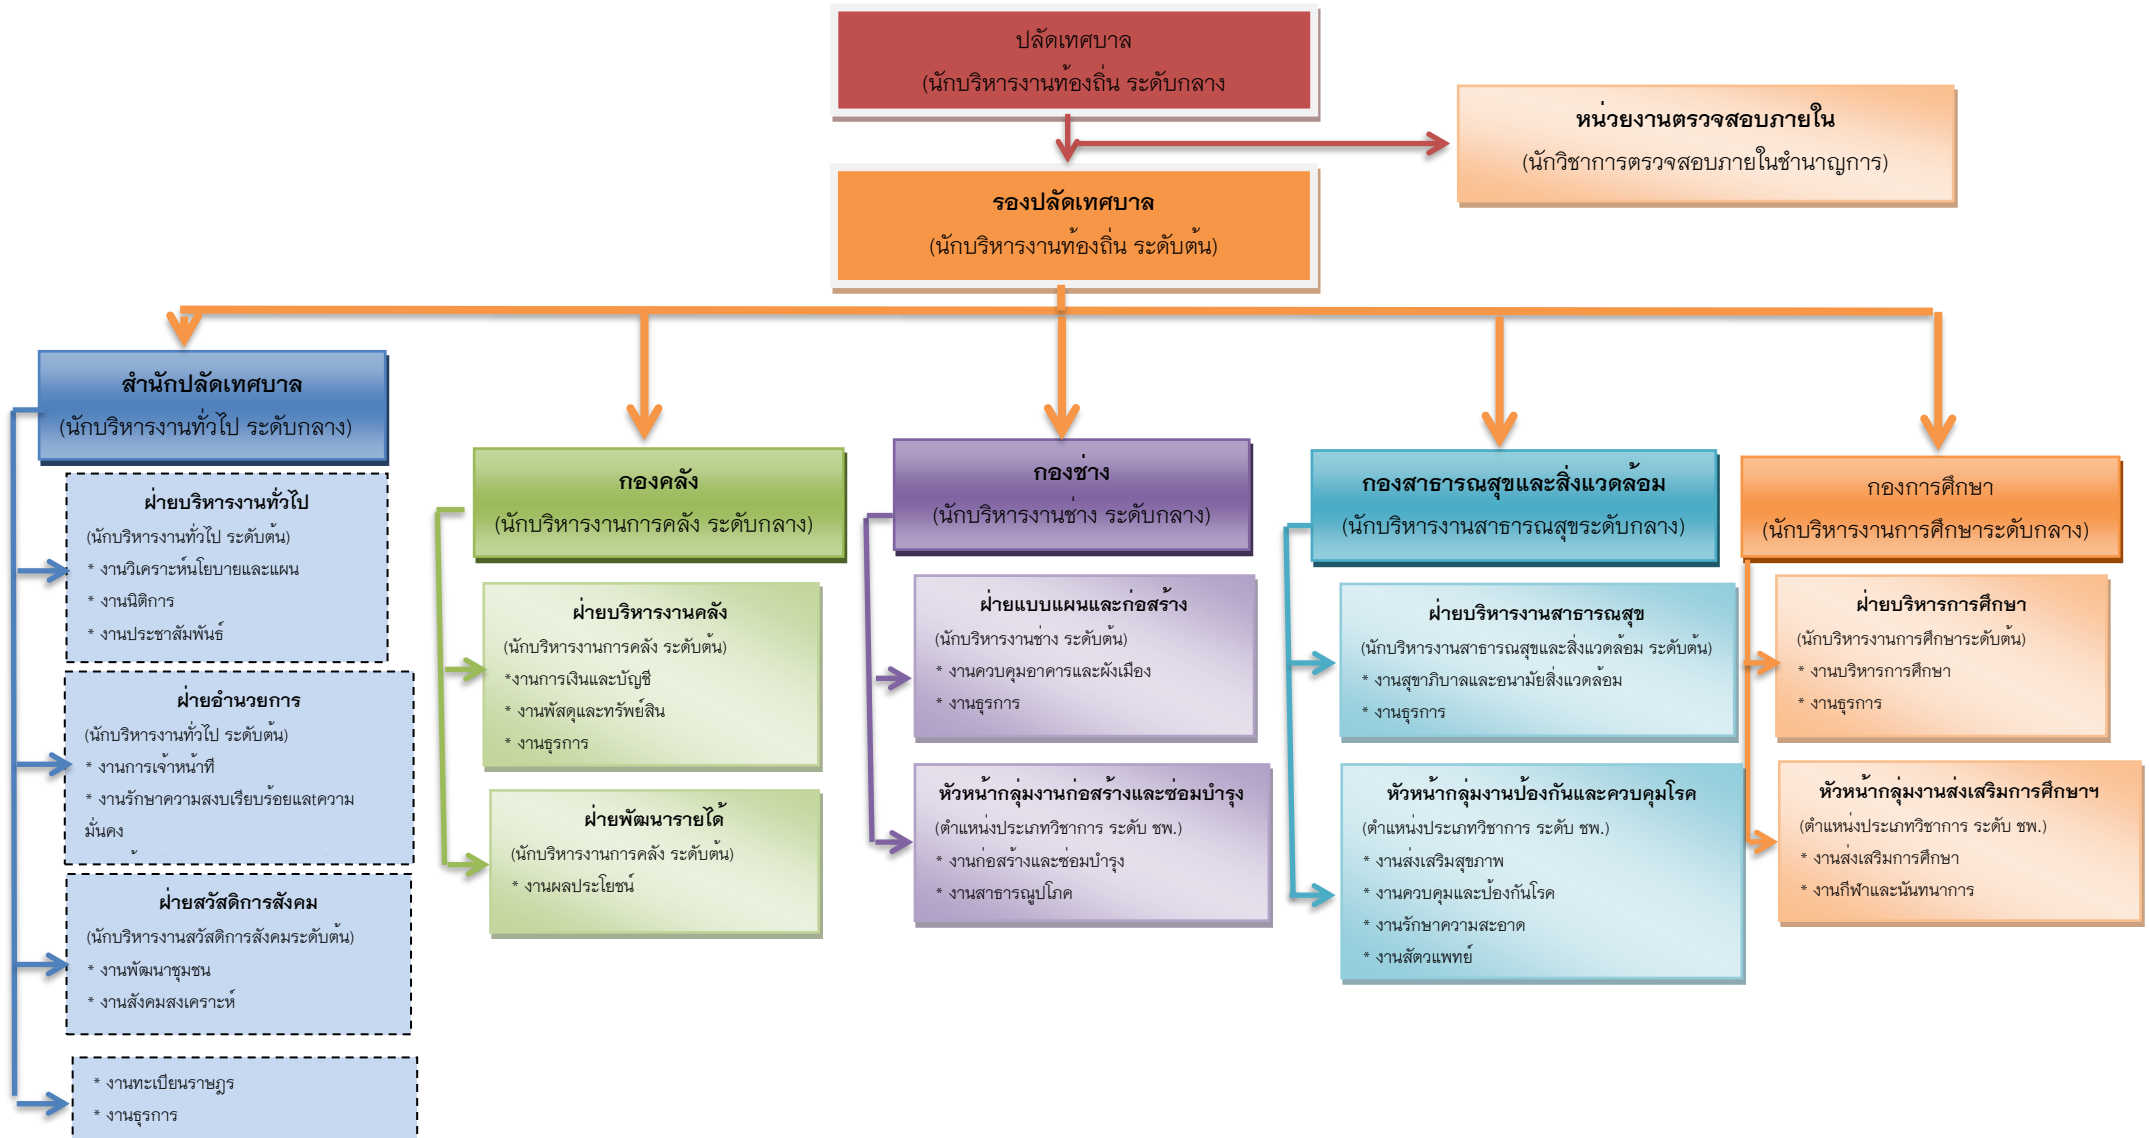 ปลัดเทศบาล
(นักบริหารงานท้องถิ่น ระดับกลาง
หน่วยงานตรวจสอบภายใน
(นักวิชาการตรวจสอบภายในชำนาญการ)
รองปลัดเทศบาล
(นักบริหารงานท้องถิ่น ระดับต้น)
สำนักปลัดเทศบาล
(นักบริหารงานทั่วไป ระดับกลาง)
ฝ่ายบริหารงานทั่วไป
(นักบริหารงานทั่วไป ระดับต้น)
* งานวิเคราะห์นโยบายและแผน
* งานนิติการ
* งานประชาสัมพันธ์
ฝ่ายอำนวยการ
(นักบริหารงานทั่วไป ระดับต้น)
* งานการเจ้าหน้าที่
* งานรักษาความสงบเรียบร้อยและความ
มั่นคง
ฝ่ายสวัสดิการสังคม
(นักบริหารงานสวัสดิการสังคมระดับต้น)
* งานพัฒนาชุมชน
* งานสังคมสงเคราะห์
* งานทะเบียนราษฎร
* งานธุรการ
กองคลัง
(นักบริหารงานการคลัง ระดับกลาง)
ฝ่ายบริหารงานคลัง
(นักบริหารงานการคลัง ระดับต้น)
*งานการเงินและบัญชี
* งานพัสดุและทรัพย์สิน
* งานธุรการ
ฝ่ายพัฒนารายได้
(นักบริหารงานการคลัง ระดับต้น)
* งานผลประโยชน์
กองช่าง
(นักบริหารงานช่าง ระดับกลาง)
ฝ่ายแบบแผนและก่อสร้าง
(นักบริหารงานช่าง ระดับต้น)
* งานควบคุมอาคารและผังเมือง
* งานธุรการ
หัวหน้ากลุ่มงานก่อสร้างและซ่อมบำรุง
(ตำแหน่งประเภทวิชาการ ระดับ ชพ.)
* งานก่อสร้างและซ่อมบำรุง
* งานสาธารณูปโภค
กองสาธารณสุขและสิ่งแวดล้อม
(นักบริหารงานสาธารณสุขระดับกลาง)
ฝ่ายบริหารงานสาธารณสุข
(นักบริหารงานสาธารณสุขและสิ่งแวดล้อม ระดับต้น)
* งานสุขาภิบาลและอนามัยสิ่งแวดล้อม
* งานธุรการ
หัวหน้ากลุ่มงานป้องกันและควบคุมโรค
(ตำแหน่งประเภทวิชาการ ระดับ ชพ.)
* งานส่งเสริมสุขภาพ
* งานควบคุมและป้องกันโรค
* งานรักษาความสะอาด
* งานสัตวแพทย์
กองการศึกษา
(นักบริหารงานการศึกษาระดับกลาง)
ฝ่ายบริหารการศึกษา
(นักบริหารงานการศึกษาระดับต้น)
* งานบริหารการศึกษา
* งานธุรการ
หัวหน้ากลุ่มงานส่งเสริมการศึกษาฯ
(ตำแหน่งประเภทวิชาการ ระดับ ชพ.)
* งานส่งเสริมการศึกษา
* งานกีฬาและนันทนาการ